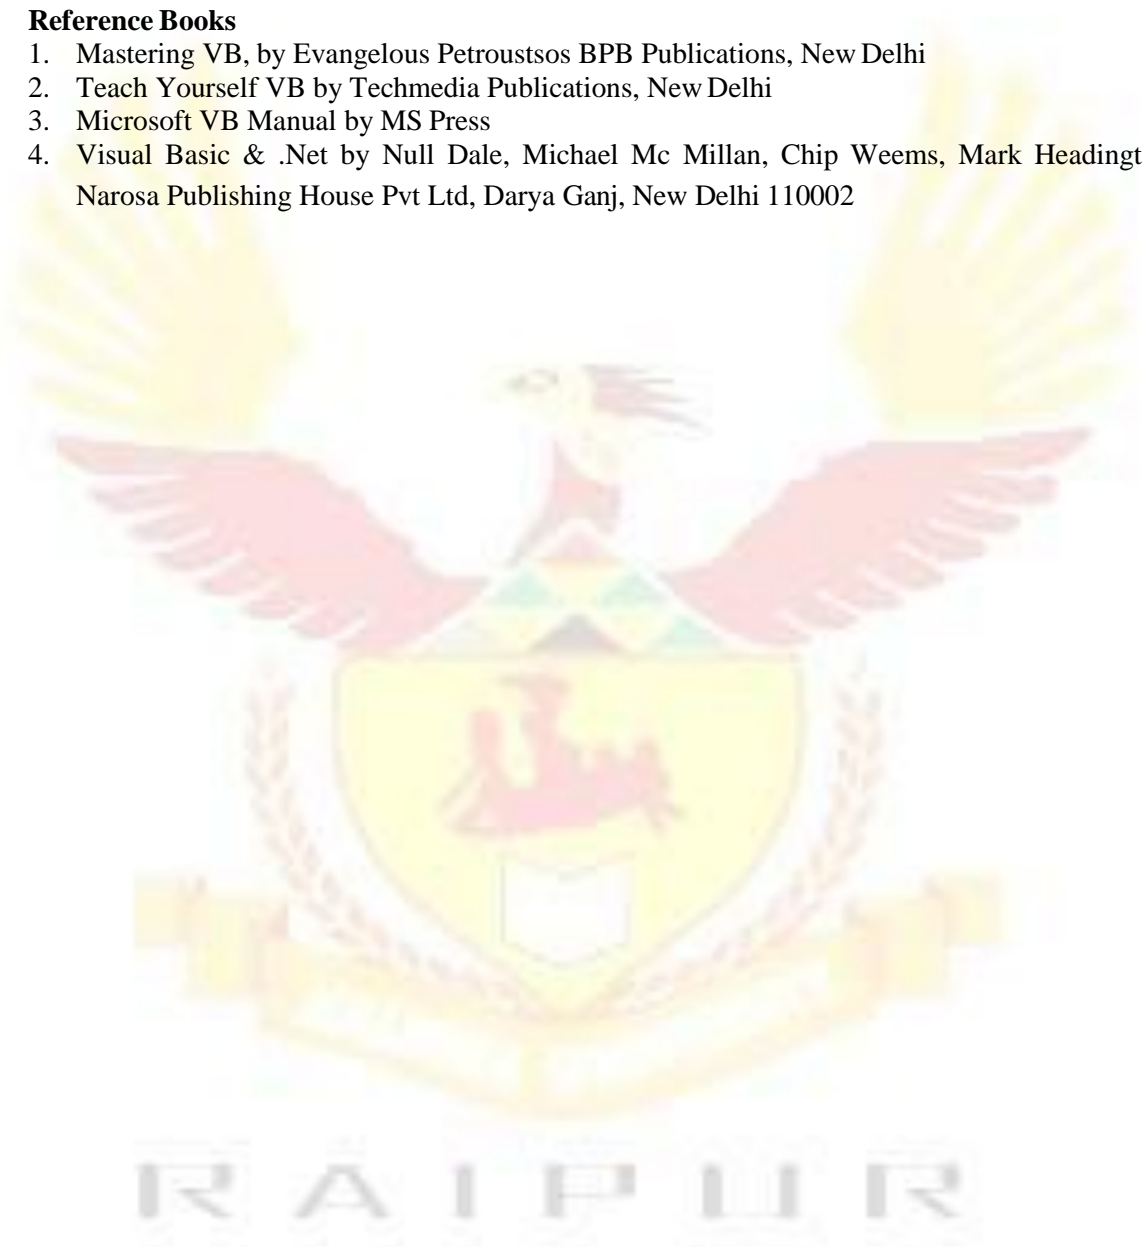 Reference Books
1. Mastering VB, by Evangelous Petroustsos BPB Publications, New Delhi
2. Teach Yourself VB by Techmedia Publications, New Delhi
3. Microsoft VB Manual by MS Press
4. Visual Basic & .Net by Null Dale, Michael Mc Millan, Chip Weems, Mark Headingt
Narosa Publishing House Pvt Ltd, Darya Ganj, New Delhi 110002
RAIPUR